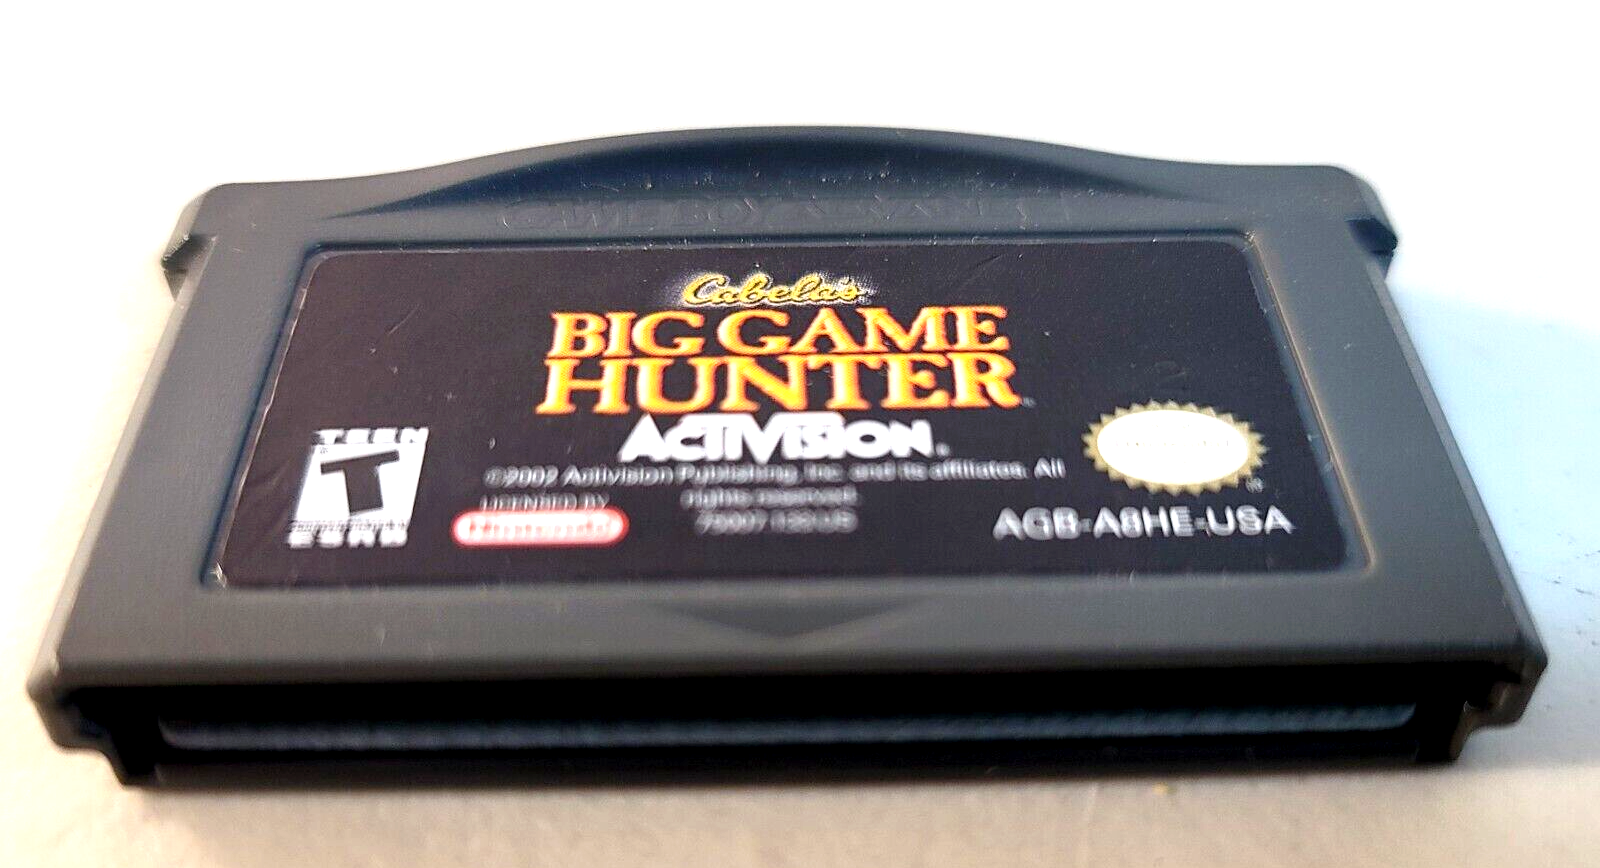 GAME BOY ADVANCE
Cabela's
BIG GAME
HUNTER
ACTIVISION.
©2002 Activision Publishing, Inc. and its affiliates. All
rights reserved.
TEEN
T
ESRB
LICENSED BY
Nintendo
AGB-A8HE-USA